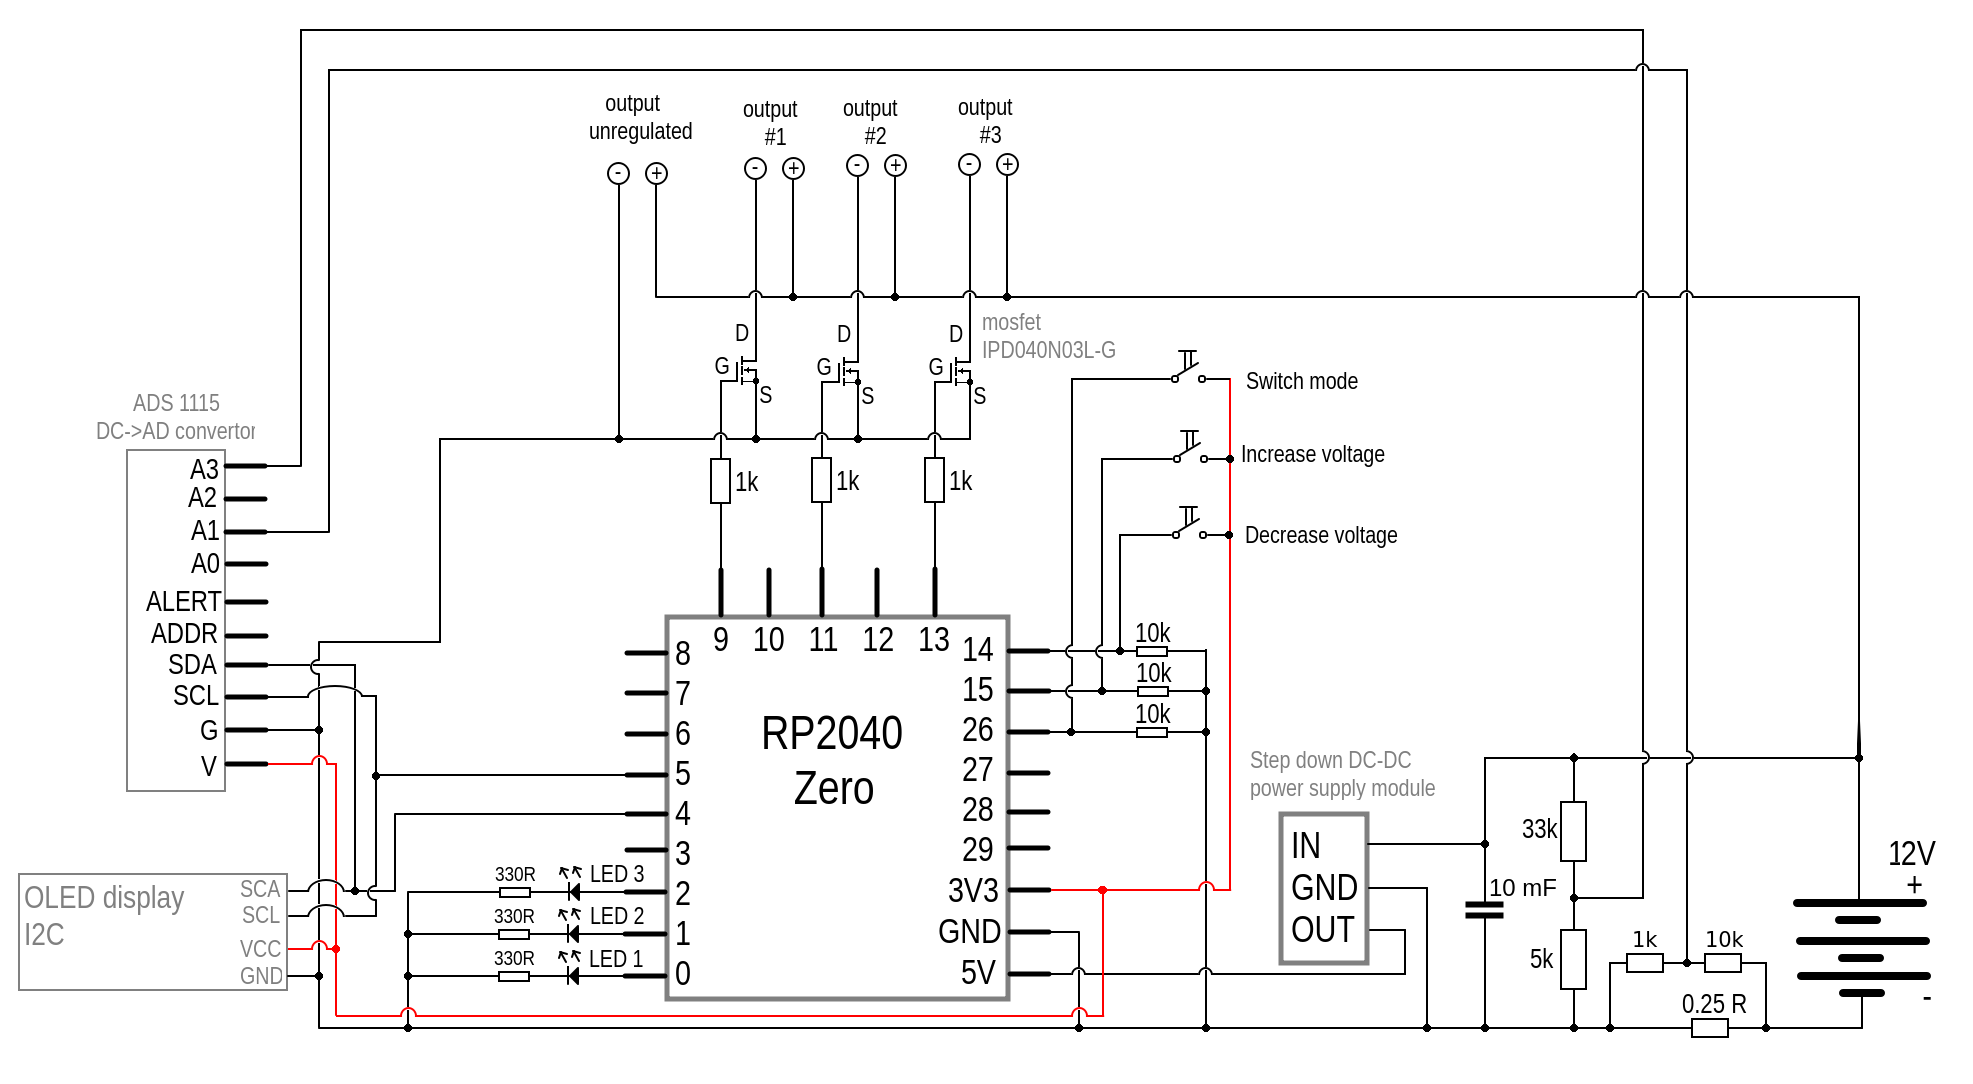 output
unregulated
output
#1
output
#2
output
#3
- +
- +
- +
- +
D
D
D
mosfet
IPD040N03L-G
G
G
G
S
S
S
Switch mode
Increase voltage
Decrease voltage
ADS 1115
DC->AD convertor
A3
A2
A1
A0
ALERT
ADDR
SDA
SCL
G
V
1k
1k
1k
9 10 11 12 13
8
7
6
5
4
3
2
1
0
RP2040
Zero
14
15
26
27
28
29
3V3
GND
5V
10k
10k
10k
Step down DC-DC
power supply module
IN
GND
OUT
33k
10 mF
5k
1k
10k
0.25 R
12V
+
-
330R
LED 3
330R
LED 2
330R
LED 1
OLED display
I2C
SCA
SCL
VCC
GND